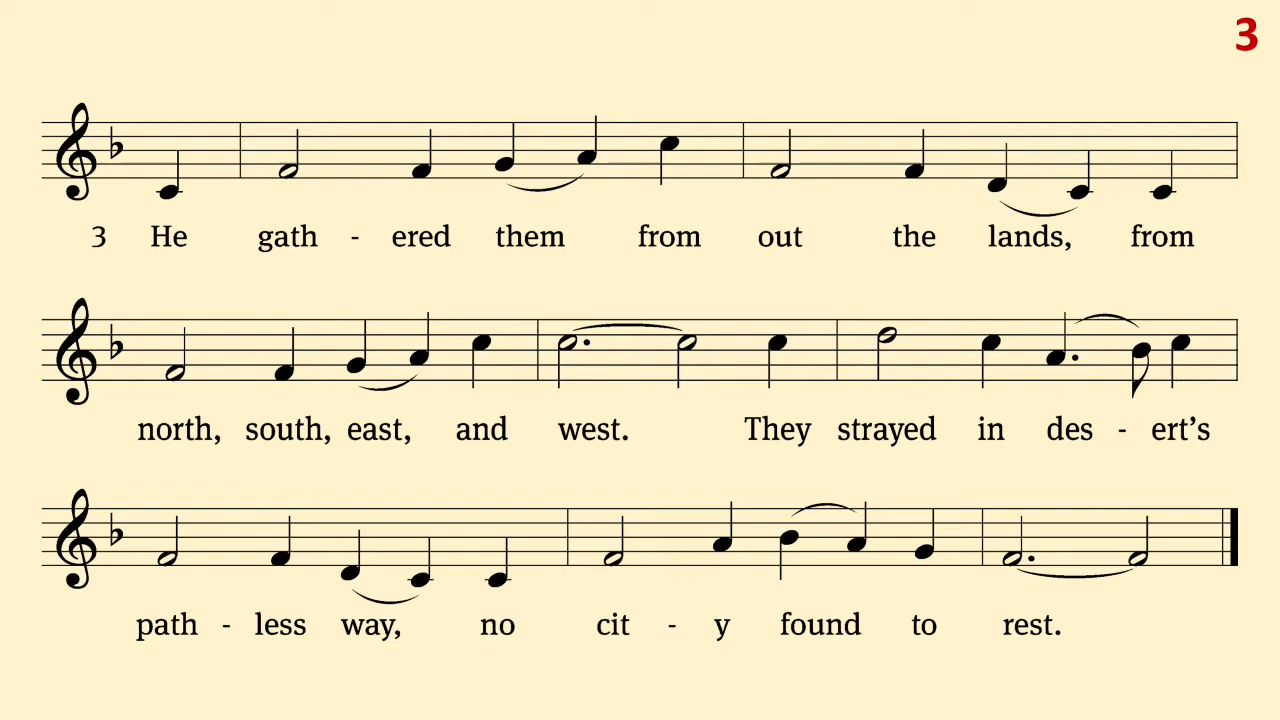 3
3 He gath - ered them from out the lands, from
north, south, east, and west. They strayed in des - ert’s
path - less way, no cit - y found to rest.